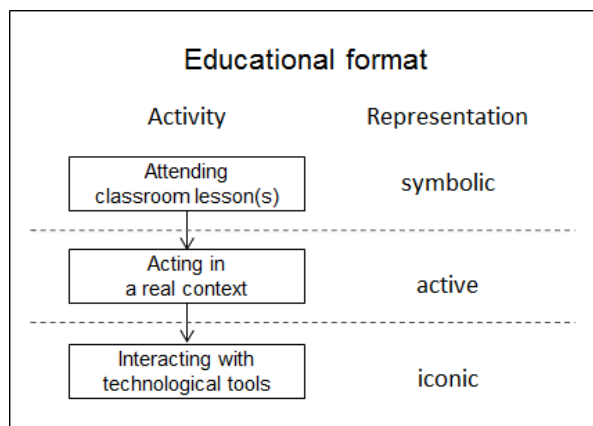 Educational format
Activity Representation
Attending
classroom lesson(s)
symbolic
Acting in
a real context
active
Interacting with
technological tools
iconic